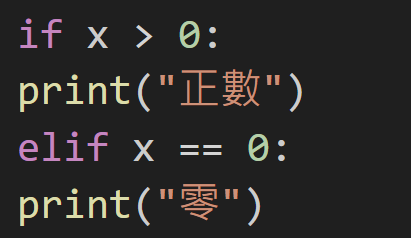 if x > 0:
print("正數")
elif x == 0:
print("零")